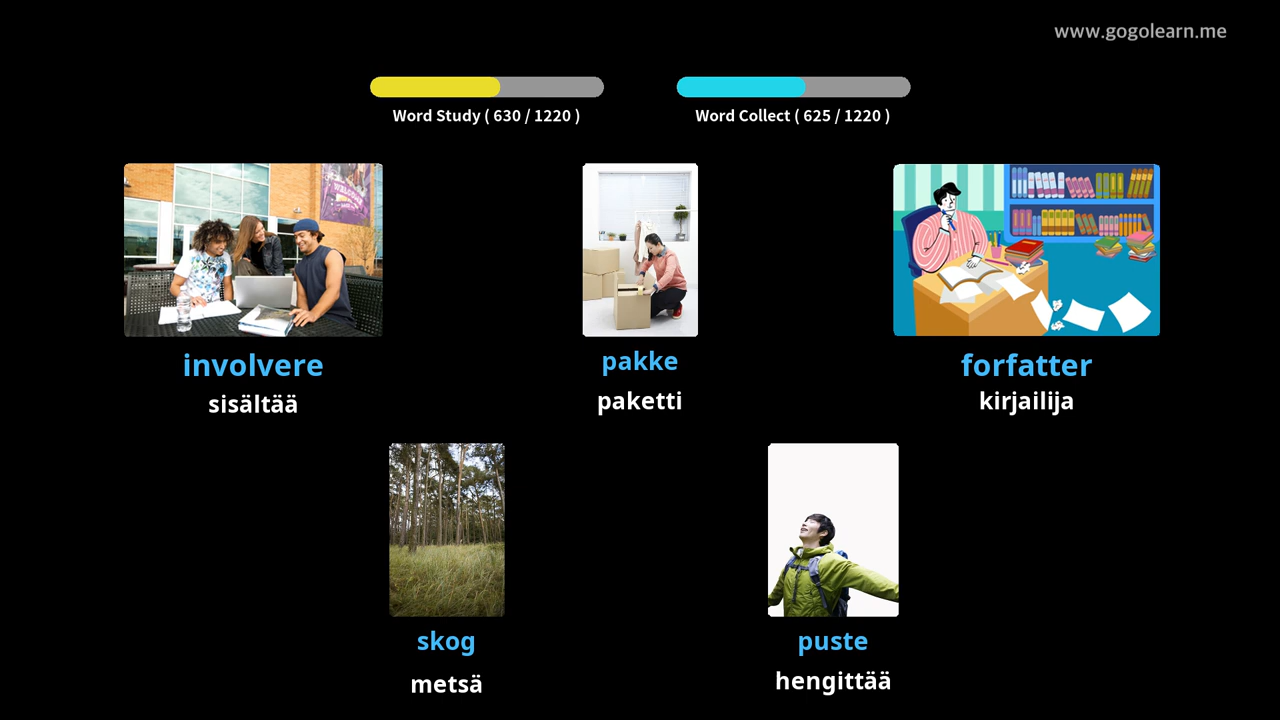 www.gogolearn.me
Word Study ( 630 / 1220 )
Word Collect ( 625 / 1220 )
WELCOME
involvere
sisältää
pakke
paketti
forfatter
kirjailija
skog
metsä
puste
hengittää